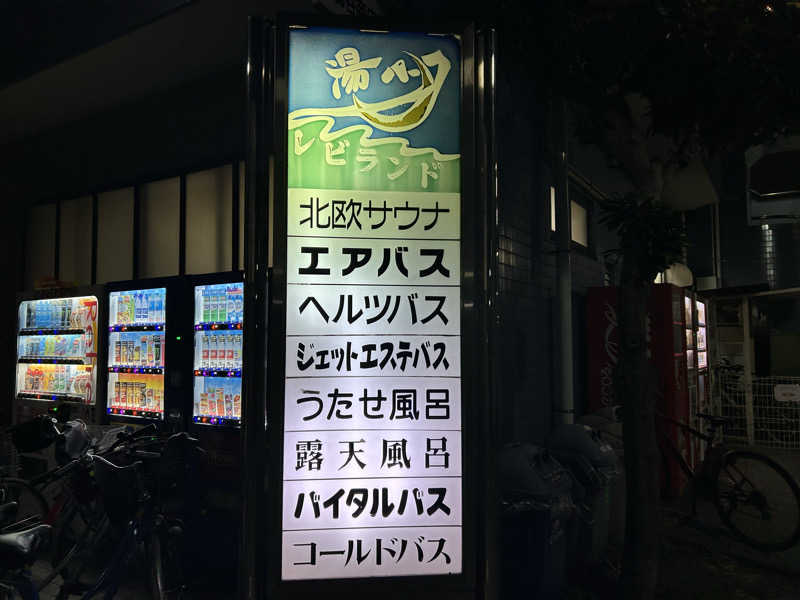 湯パーク
レビランド
北欧サウナ
エアバス
ヘルツバス
ジェットエステバス
うたせ風呂
露天風呂
バイタルバス
コールドバス